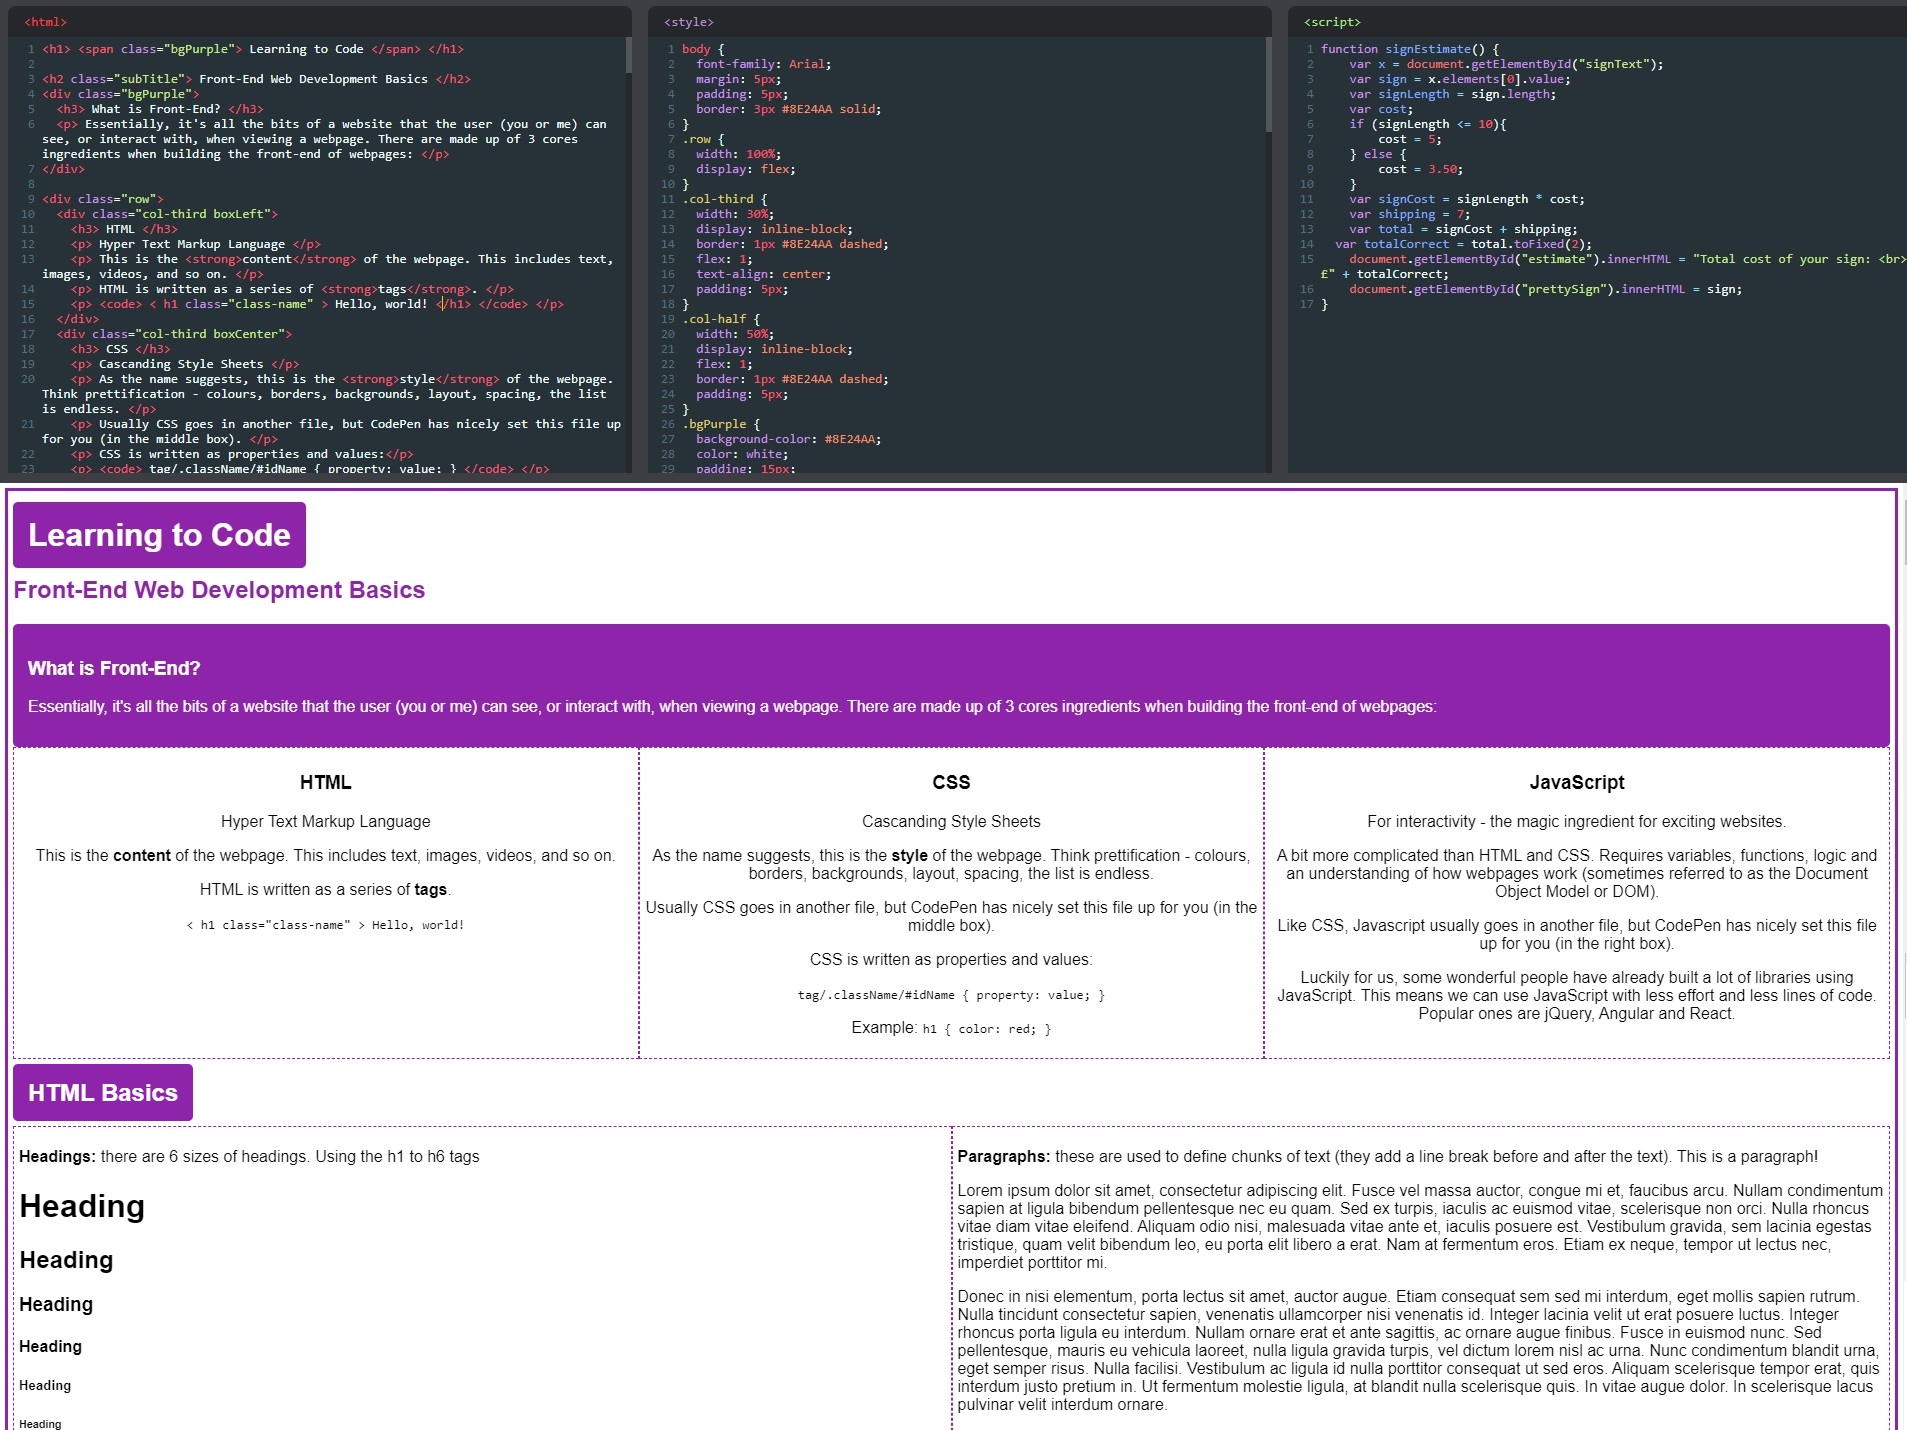 <html>
1 <h1> <span class="bgPurple"> Learning to Code </span> </h1>
2
3 <h2 class="subTitle"> Front-End Web Development Basics </h2>
4 <div class="bgPurple">
5 <h3> What is Front-End? </h3>
6 <p> Essentially, it's all the bits of a website that the user (you or me) can
see, or interact with, when viewing a webpage. There are made up of 3 cores
ingredients when building the front-end of webpages: </p>
7 </div>
8
9 <div class="row">
10 <div class="col-third boxLeft">
11 <h3> HTML </h3>
12 <p> Hyper Text Markup Language </p>
13 <p> This is the <strong>content</strong> of the webpage. This includes text,
images, videos, and so on. </p>
14 <p> HTML is written as a series of <strong>tags</strong>. </p>
15 <p> <code> < h1 class="class-name" > Hello, world! </h1> </code> </p>
16 </div>
17 <div class="col-third boxCenter">
18 <h3> CSS </h3>
19 <p> Cascanding Style Sheets </p>
20 <p> As the name suggests, this is the <strong>style</strong> of the webpage.
Think prettification - colours, borders, backgrounds, layout, spacing, the list
is endless. </p>
21 <p> Usually CSS goes in another file, but CodePen has nicely set this file up
for you (in the middle box). </p>
22 <p> CSS is written as properties and values:</p>
23 <p> <code> tag/.className/#idName { property: value; } </code> </p>
<style>
1 body {
2 font-family: Arial;
3 margin: 5px;
4 padding: 5px;
5 border: 3px #8E24AA solid;
6 }
7 .row {
8 width: 100%;
9 display: flex;
10 }
11 .col-third {
12 width: 30%;
13 display: inline-block;
14 border: 1px #8E24AA dashed;
15 flex: 1;
16 text-align: center;
17 padding: 5px;
18 }
19 .col-half {
20 width: 50%;
21 display: inline-block;
22 flex: 1;
23 border: 1px #8E24AA dashed;
24 padding: 5px;
25 }
26 .bgPurple {
27 background-color: #8E24AA;
28 color: white;
29 padding: 15px;
<script>
1 function signEstimate() {
2 var x = document.getElementById("signText");
3 var sign = x.elements[0].value;
4 var signLength = sign.length;
5 var cost;
6 if (signLength <= 10){
7 cost = 5;
8 } else {
9 cost = 3.50;
10 }
11 var signCost = signLength * cost;
12 var shipping = 7;
13 var total = signCost + shipping;
14 var totalCorrect = total.toFixed(2);
15 document.getElementById("estimate").innerHTML = "Total cost of your sign: <br>
£" + totalCorrect;
16 document.getElementById("prettySign").innerHTML = sign;
17 }
Learning to Code
Front-End Web Development Basics
What is Front-End?
Essentially, it's all the bits of a website that the user (you or me) can see, or interact with, when viewing a webpage. There are made up of 3 cores ingredients when building the front-end of webpages:
HTML
Hyper Text Markup Language
This is the content of the webpage. This includes text, images, videos, and so on.
HTML is written as a series of tags.
< h1 class="class-name" > Hello, world!
CSS
Cascanding Style Sheets
As the name suggests, this is the style of the webpage. Think prettification - colours,
borders, backgrounds, layout, spacing, the list is endless.
Usually CSS goes in another file, but CodePen has nicely set this file up for you (in the
middle box).
CSS is written as properties and values:
tag/.className/#idName { property: value; }
Example: h1 { color: red; }
JavaScript
For interactivity - the magic ingredient for exciting websites.
A bit more complicated than HTML and CSS. Requires variables, functions, logic and
an understanding of how webpages work (sometimes referred to as the Document
Object Model or DOM).
Like CSS, Javascript usually goes in another file, but CodePen has nicely set this file
up for you (in the right box).
Luckily for us, some wonderful people have already built a lot of libraries using
JavaScript. This means we can use JavaScript with less effort and less lines of code.
Popular ones are jQuery, Angular and React.
HTML Basics
Headings: there are 6 sizes of headings. Using the h1 to h6 tags
Heading
Heading
Heading
Heading
Heading
Heading
Paragraphs: these are used to define chunks of text (they add a line break before and after the text). This is a paragraph!
Lorem ipsum dolor sit amet, consectetur adipiscing elit. Fusce vel massa auctor, congue mi et, faucibus arcu. Nullam condimentum
sapien at ligula bibendum pellentesque nec eu quam. Sed ex turpis, iaculis ac euismod vitae, scelerisque non orci. Nulla rhoncus
vitae diam vitae eleifend. Aliquam odio nisi, malesuada vitae ante et, iaculis posuere est. Vestibulum gravida, sem lacinia egestas
tristique, quam velit bibendum leo, eu porta elit libero a erat. Nam at fermentum eros. Etiam ex neque, tempor ut lectus nec,
imperdiet porttitor mi.
Donec in nisi elementum, porta lectus sit amet, auctor augue. Etiam consequat sem sed mi interdum, eget mollis sapien rutrum.
Nulla tincidunt consectetur sapien, venenatis ullamcorper nisi venenatis id. Integer lacinia velit ut erat posuere luctus. Integer
rhoncus porta ligula eu interdum. Nullam ornare erat et ante sagittis, ac ornare augue finibus. Fusce in euismod nunc. Sed
pellentesque, mauris eu vehicula laoreet, nulla ligula gravida turpis, vel dictum lorem nisl ac urna. Nunc condimentum blandit urna,
eget semper risus. Nulla facilisi. Vestibulum ac ligula id nulla porttitor consequat ut sed eros. Aliquam scelerisque tempor erat, quis
interdum justo pretium in. Ut fermentum molestie ligula, at blandit nulla scelerisque quis. In vitae augue dolor. In scelerisque lacus
pulvinar velit interdum ornare.